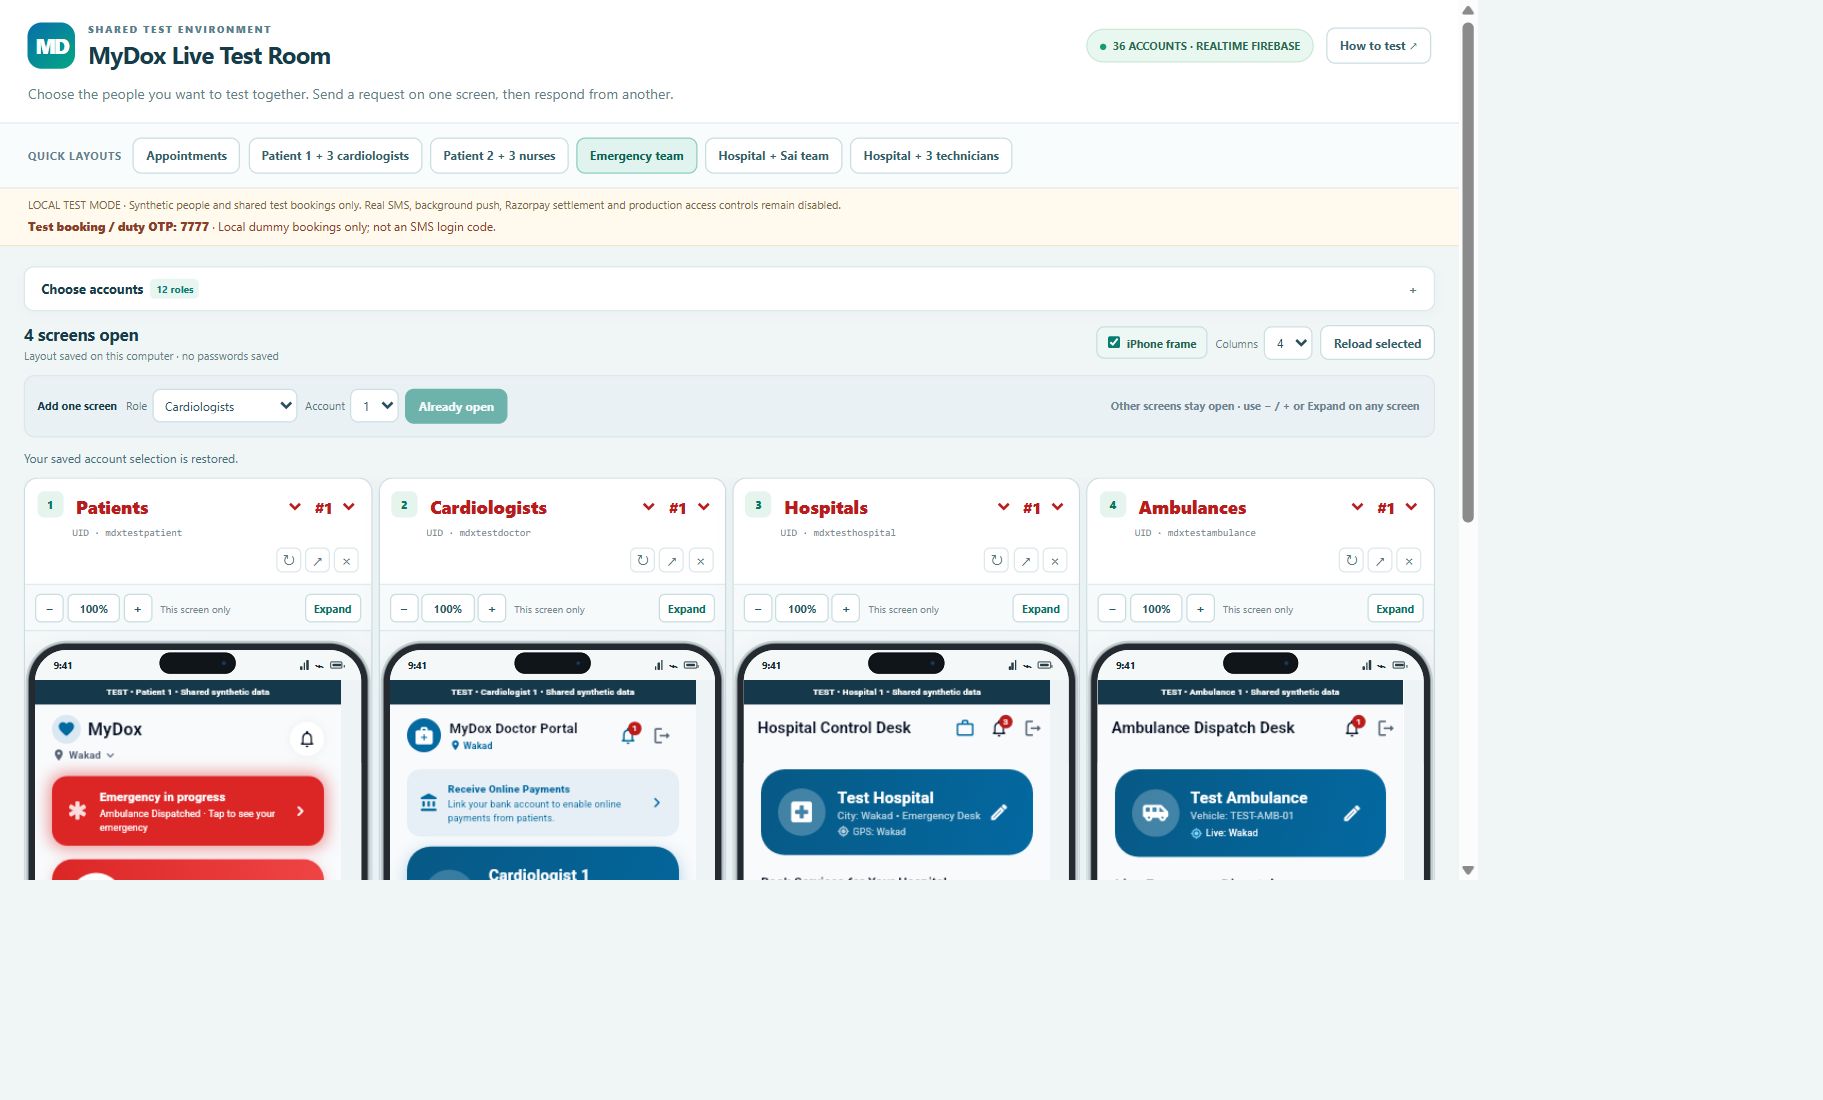 MD
SHARED TEST ENVIRONMENT
MyDox Live Test Room
36 ACCOUNTS · REALTIME FIREBASE
How to test ↗
Choose the people you want to test together. Send a request on one screen, then respond from another.
QUICK LAYOUTS
Appointments
Patient 1 + 3 cardiologists
Patient 2 + 3 nurses
Emergency team
Hospital + Sai team
Hospital + 3 technicians
LOCAL TEST MODE · Synthetic people and shared test bookings only. Real SMS, background push, Razorpay settlement and production access controls remain disabled.
Test booking / duty OTP: 7777 · Local dummy bookings only; not an SMS login code.
Choose accounts 12 roles +
4 screens open
Layout saved on this computer · no passwords saved
iPhone frame Columns 4 Reload selected
Add one screen Role Cardiologists Account 1 Already open
Other screens stay open · use − / + or Expand on any screen
Your saved account selection is restored.
1 Patients #1
UID · mdxtestpatient
↻ ↗ ×
− 100% + This screen only Expand
9:41
TEST • Patient 1 • Shared synthetic data
MyDox
Wakad
Emergency in progress
Ambulance Dispatched · Tap to see your
emergency
2 Cardiologists #1
UID · mdxtestdoctor
↻ ↗ ×
− 100% + This screen only Expand
9:41
TEST • Cardiologist 1 • Shared synthetic data
MyDox Doctor Portal
1
Wakad
Receive Online Payments
Link your bank account to enable online
payments from patients.
Cardiologist 1
3 Hospitals #1
UID · mdxtesthospital
↻ ↗ ×
− 100% + This screen only Expand
9:41
TEST • Hospital 1 • Shared synthetic data
Hospital Control Desk
3
Test Hospital
City: Wakad • Emergency Desk
GPS: Wakad
4 Ambulances #1
UID · mdxtestambulance
↻ ↗ ×
− 100% + This screen only Expand
9:41
TEST • Ambulance 1 • Shared synthetic data
Ambulance Dispatch Desk
1
Test Ambulance
Vehicle: TEST-AMB-01
Live: Wakad